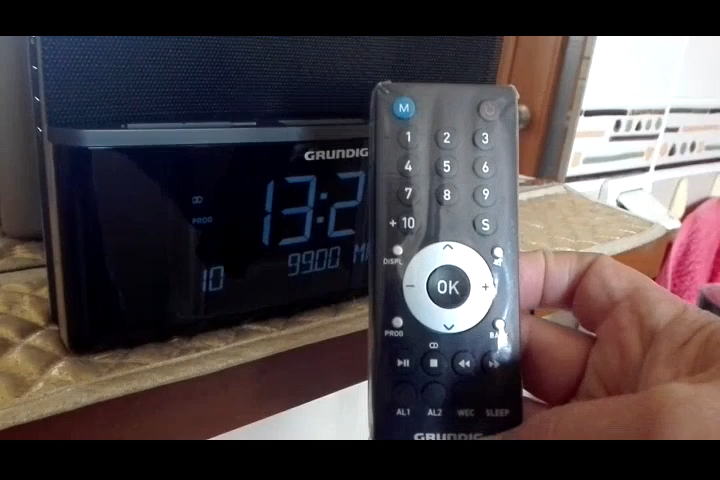 GRUNDIG
13:2
PROG
10
99.00
M
1 2 3
4 5 6
7 8 9
+10 S
DISPL
OK
PROG
AL1 AL2 WEC SLEEP
GRUNDIG